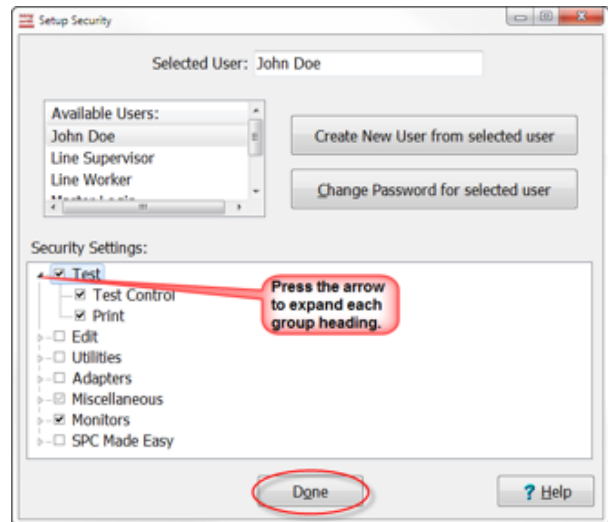 Setup Security
Selected User: John Doe
Available Users:
John Doe
Line Supervisor
Line Worker
Create New User from selected user
Change Password for selected user
Security Settings:
Test
Test Control
Print
Edit
Utilities
Adapters
Miscellaneous
Monitors
SPC Made Easy
Press the arrow
to expand each
group heading.
Done
? Help